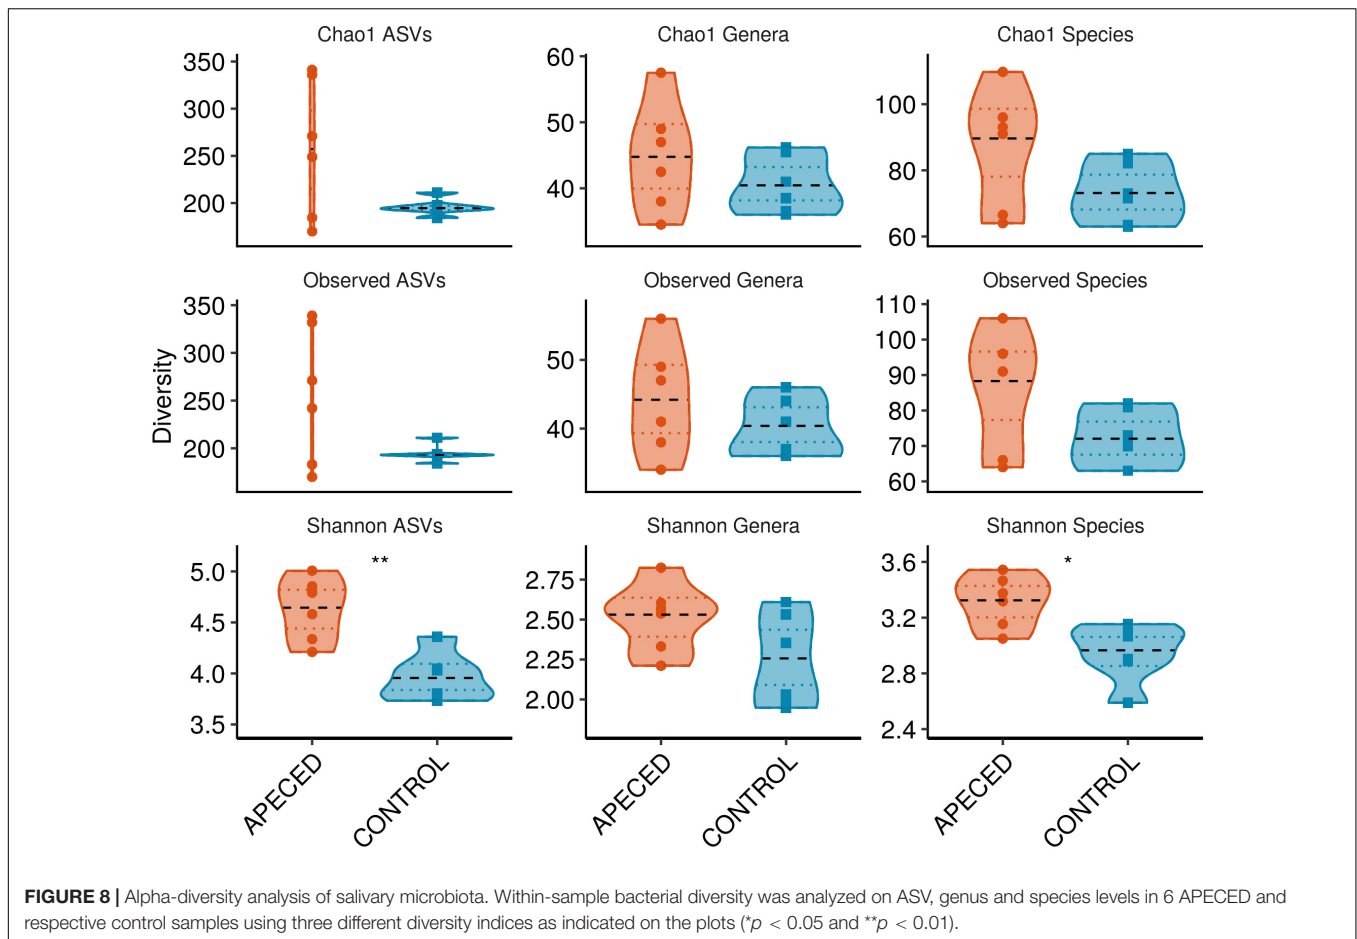 Chao1 ASVs
Chao1 Genera
Chao1 Species
350
300
250
200
60
50
40
100
80
60
Observed ASVs
Observed Genera
Observed Species
Diversity
350
300
250
200
50
40
110
100
90
80
70
60
Shannon ASVs
Shannon Genera
Shannon Species
5.0
4.5
4.0
3.5
**
2.75
2.50
2.25
2.00
3.6
3.2
2.8
2.4
*
APECED
CONTROL
APECED
CONTROL
APECED
CONTROL
FIGURE 8 | Alpha-diversity analysis of salivary microbiota. Within-sample bacterial diversity was analyzed on ASV, genus and species levels in 6 APECED and
respective control samples using three different diversity indices as indicated on the plots (*p < 0.05 and **p < 0.01).